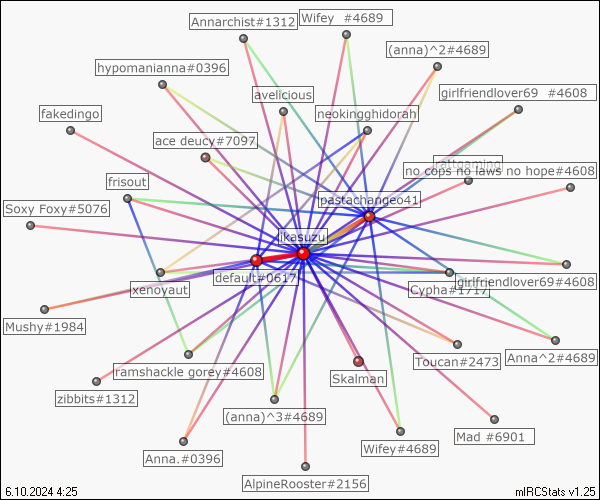 Wifey  #4689
Annarchist#1312
(anna)^2#4689
hypomanianna#0396
avelicious
girlfriendlover69  #4608
fakedingo
neokingghidorah
ace deucy#7097
rattgaming
no cops no laws no hope#4608
frisout
pastachangeo41
Soxy Foxy#5076
ikasuzu
default#0617
girlfriendlover69#4608
xenovaut
Cypha#1717
Mushy#1984
Anna^2#4689
Toucan#2473
ramshackle gorey#4608
Skalman
zibbits#1312
(anna)^3#4689
Mad #6901
Wifey#4689
Anna.#0396
AlpineRooster#2156
6.10.2024 4:25
mIRCStats v1.25